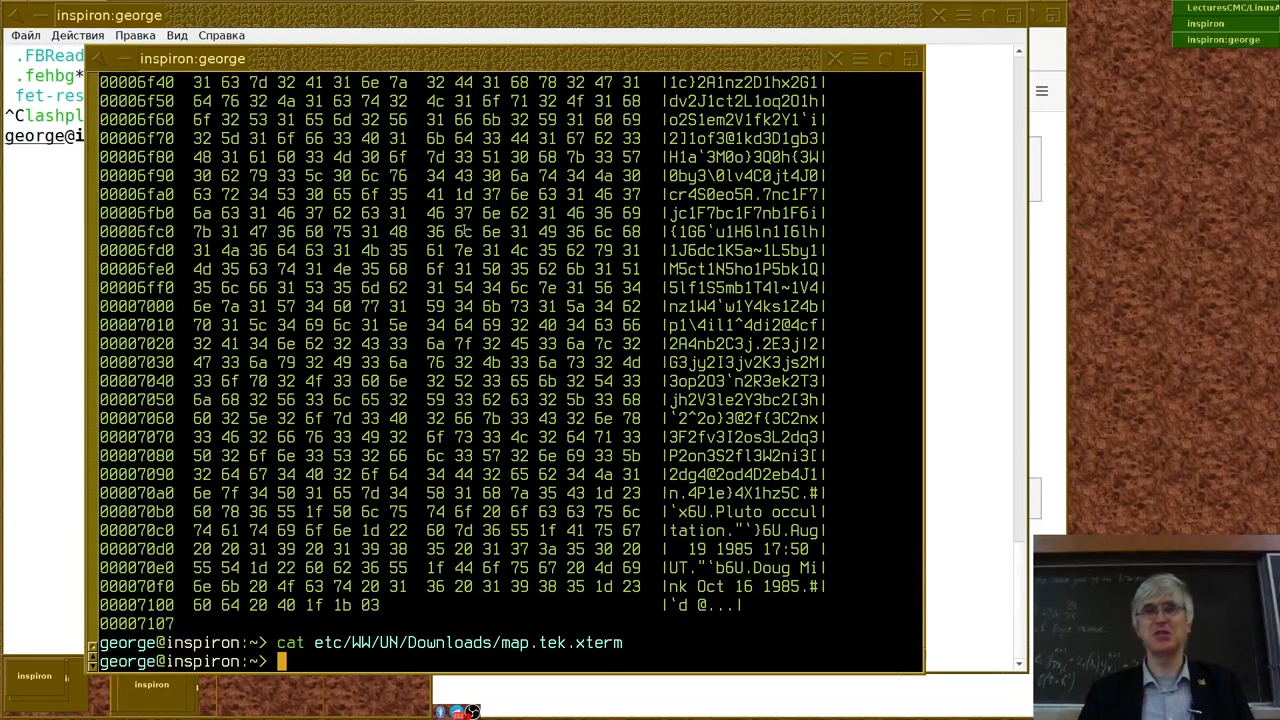 inspiron:george
LecturesCMC/LinuxA
inspiron
inspiron:george
Файл Действия Правка Вид Справка
.FBRead
.fehbg*
fet-res
^Clashpl
george@i
inspiron:george
00006f40 31 63 7d 32 41 31 6e 7a 32 44 31 68 78 32 47 31 |1c}2A1nz2D1hx2G1|
00006f50 64 76 32 4a 31 63 74 32 4c 31 6f 71 32 4f 31 68 |dv2J1ct2L1oq2O1h|
00006f60 6f 32 53 31 65 6d 32 56 31 66 6b 32 59 31 60 69 |o2S1em2V1fk2Y1`i|
00006f70 32 5d 31 6f 66 33 40 31 6b 64 33 44 31 67 62 33 |2]1of3@1kd3D1gb3|
00006f80 48 31 61 60 33 4d 30 6f 7d 33 51 30 68 7b 33 57 |H1a`3M0o}3Q0h{3W|
00006f90 30 62 79 33 5c 30 6c 76 34 43 30 6a 74 34 4a 30 |0by3\0lv4C0jt4J0|
00006fa0 63 72 34 53 30 65 6f 35 41 1d 37 6e 63 31 46 37 |cr4S0eo5A.7nc1F7|
00006fb0 6a 63 31 46 37 62 63 31 46 37 6e 62 31 46 36 69 |jc1F7bc1F7nb1F6i|
00006fc0 7b 31 47 36 60 75 31 48 36 6c 6e 31 49 36 6c 68 |{1G6`u1H6ln1I6lh|
00006fd0 31 4a 36 64 63 31 4b 35 61 7e 31 4c 35 62 79 31 |1J6dc1K5a~1L5by1|
00006fe0 4d 35 63 74 31 4e 35 68 6f 31 50 35 62 6b 31 51 |M5ct1N5ho1P5bk1Q|
00006ff0 35 6c 66 31 53 35 6d 62 31 54 34 6c 7e 31 56 34 |5lf1S5mb1T4l~1V4|
00007000 6e 7a 31 57 34 60 77 31 59 34 6b 73 31 5a 34 62 |nz1W4`w1Y4ks1Z4b|
00007010 70 31 5c 34 69 6c 31 5e 34 64 69 32 40 34 63 66 |p1\4il1^4di2@4cf|
00007020 32 41 34 6e 62 32 43 33 6a 7f 32 45 33 6a 7c 32 |2A4nb2C3j.2E3j|2|
00007030 47 33 6a 79 32 49 33 6a 76 32 4b 33 6a 73 32 4d |G3jy2I3jv2K3js2M|
00007040 33 6f 70 32 4f 33 60 6e 32 52 33 65 6b 32 54 33 |3op2O3`n2R3ek2T3|
00007050 6a 68 32 56 33 6c 65 32 59 33 62 63 32 5b 33 68 |jh2V3le2Y3bc2[3h|
00007060 60 32 5e 32 6f 7d 33 40 32 66 7b 33 43 32 6e 78 |`2^2o}3@2f{3C2nx|
00007070 33 46 32 66 76 33 49 32 6f 73 33 4c 32 64 71 33 |3F2fv3I2os3L2dq3|
00007080 50 32 6f 6e 33 53 32 66 6c 33 57 32 6e 69 33 5b |P2on3S2fl3W2ni3[|
00007090 32 64 67 34 40 32 6f 64 34 44 32 65 62 34 4a 31 |2dg4@2od4D2eb4J1|
000070a0 6e 7f 34 50 31 65 7d 34 58 31 68 7a 35 43 1d 23 |n.4P1e}4X1hz5C.#|
000070b0 60 78 36 55 1f 50 6c 75 74 6f 20 6f 63 63 75 6c |`x6U.Pluto occul|
000070c0 74 61 74 69 6f 6e 1d 22 60 7d 36 55 1f 41 75 67 |tation."`}6U.Aug|
000070d0 20 20 31 39 20 31 39 38 35 20 31 37 3a 35 30 20 |  19 1985 17:50 |
000070e0 55 54 1d 22 60 62 36 55 1f 44 6f 75 67 20 4d 69 |UT."`b6U.Doug Mi|
000070f0 6e 6b 20 4f 63 74 20 31 36 20 31 39 38 35 1d 23 |nk Oct 16 1985.#|
00007100 60 64 20 40 1f 1b 03 |`d @...|
00007107
george@inspiron:~> cat etc/WW/UN/Downloads/map.tek.xterm
george@inspiron:~>
inspiron
inspiron